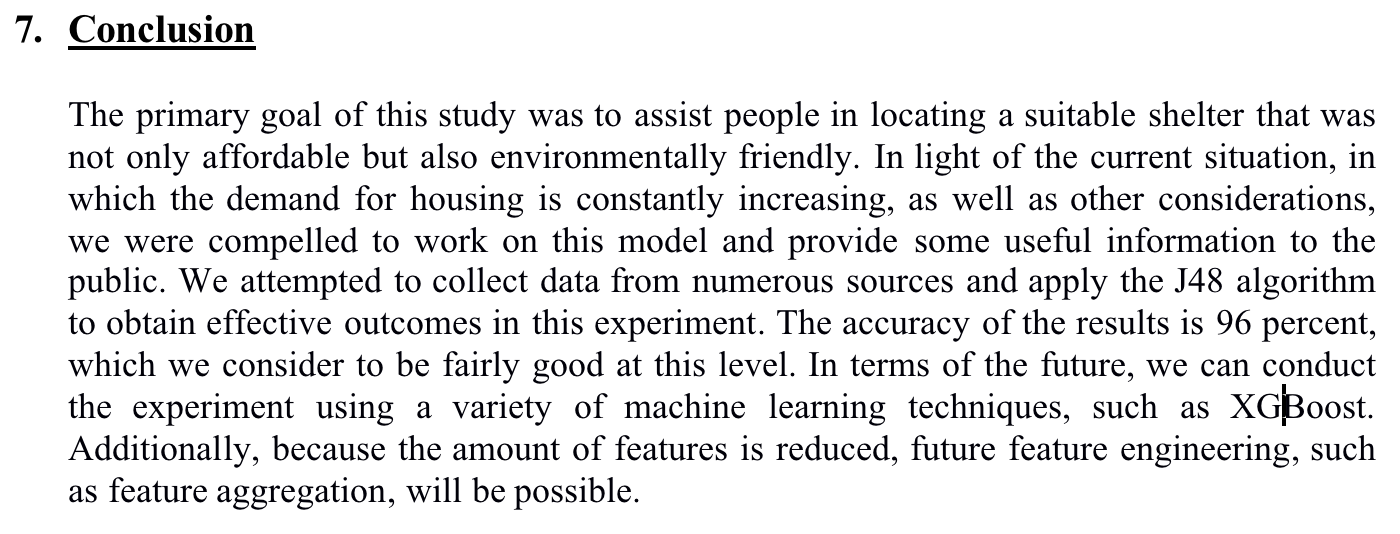 7. Conclusion
The primary goal of this study was to assist people in locating a suitable shelter that was
not only affordable but also environmentally friendly. In light of the current situation, in
which the demand for housing is constantly increasing, as well as other considerations,
we were compelled to work on this model and provide some useful information to the
public. We attempted to collect data from numerous sources and apply the J48 algorithm
to obtain effective outcomes in this experiment. The accuracy of the results is 96 percent,
which we consider to be fairly good at this level. In terms of the future, we can conduct
the experiment using a variety of machine learning techniques, such as XGBoost.
Additionally, because the amount of features is reduced, future feature engineering, such
as feature aggregation, will be possible.